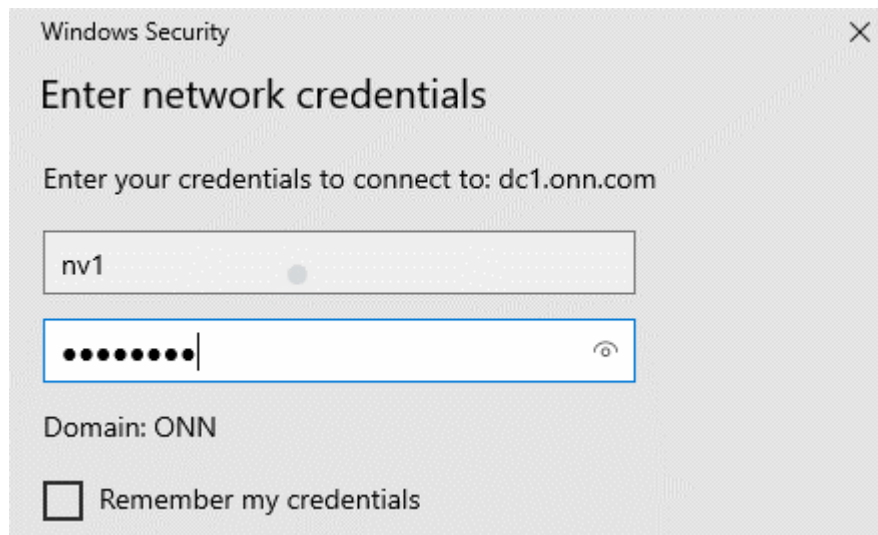 Windows Security
Enter network credentials
Enter your credentials to connect to: dc1.onn.com
nv1
●●●●●●●●
Domain: ONN
Remember my credentials